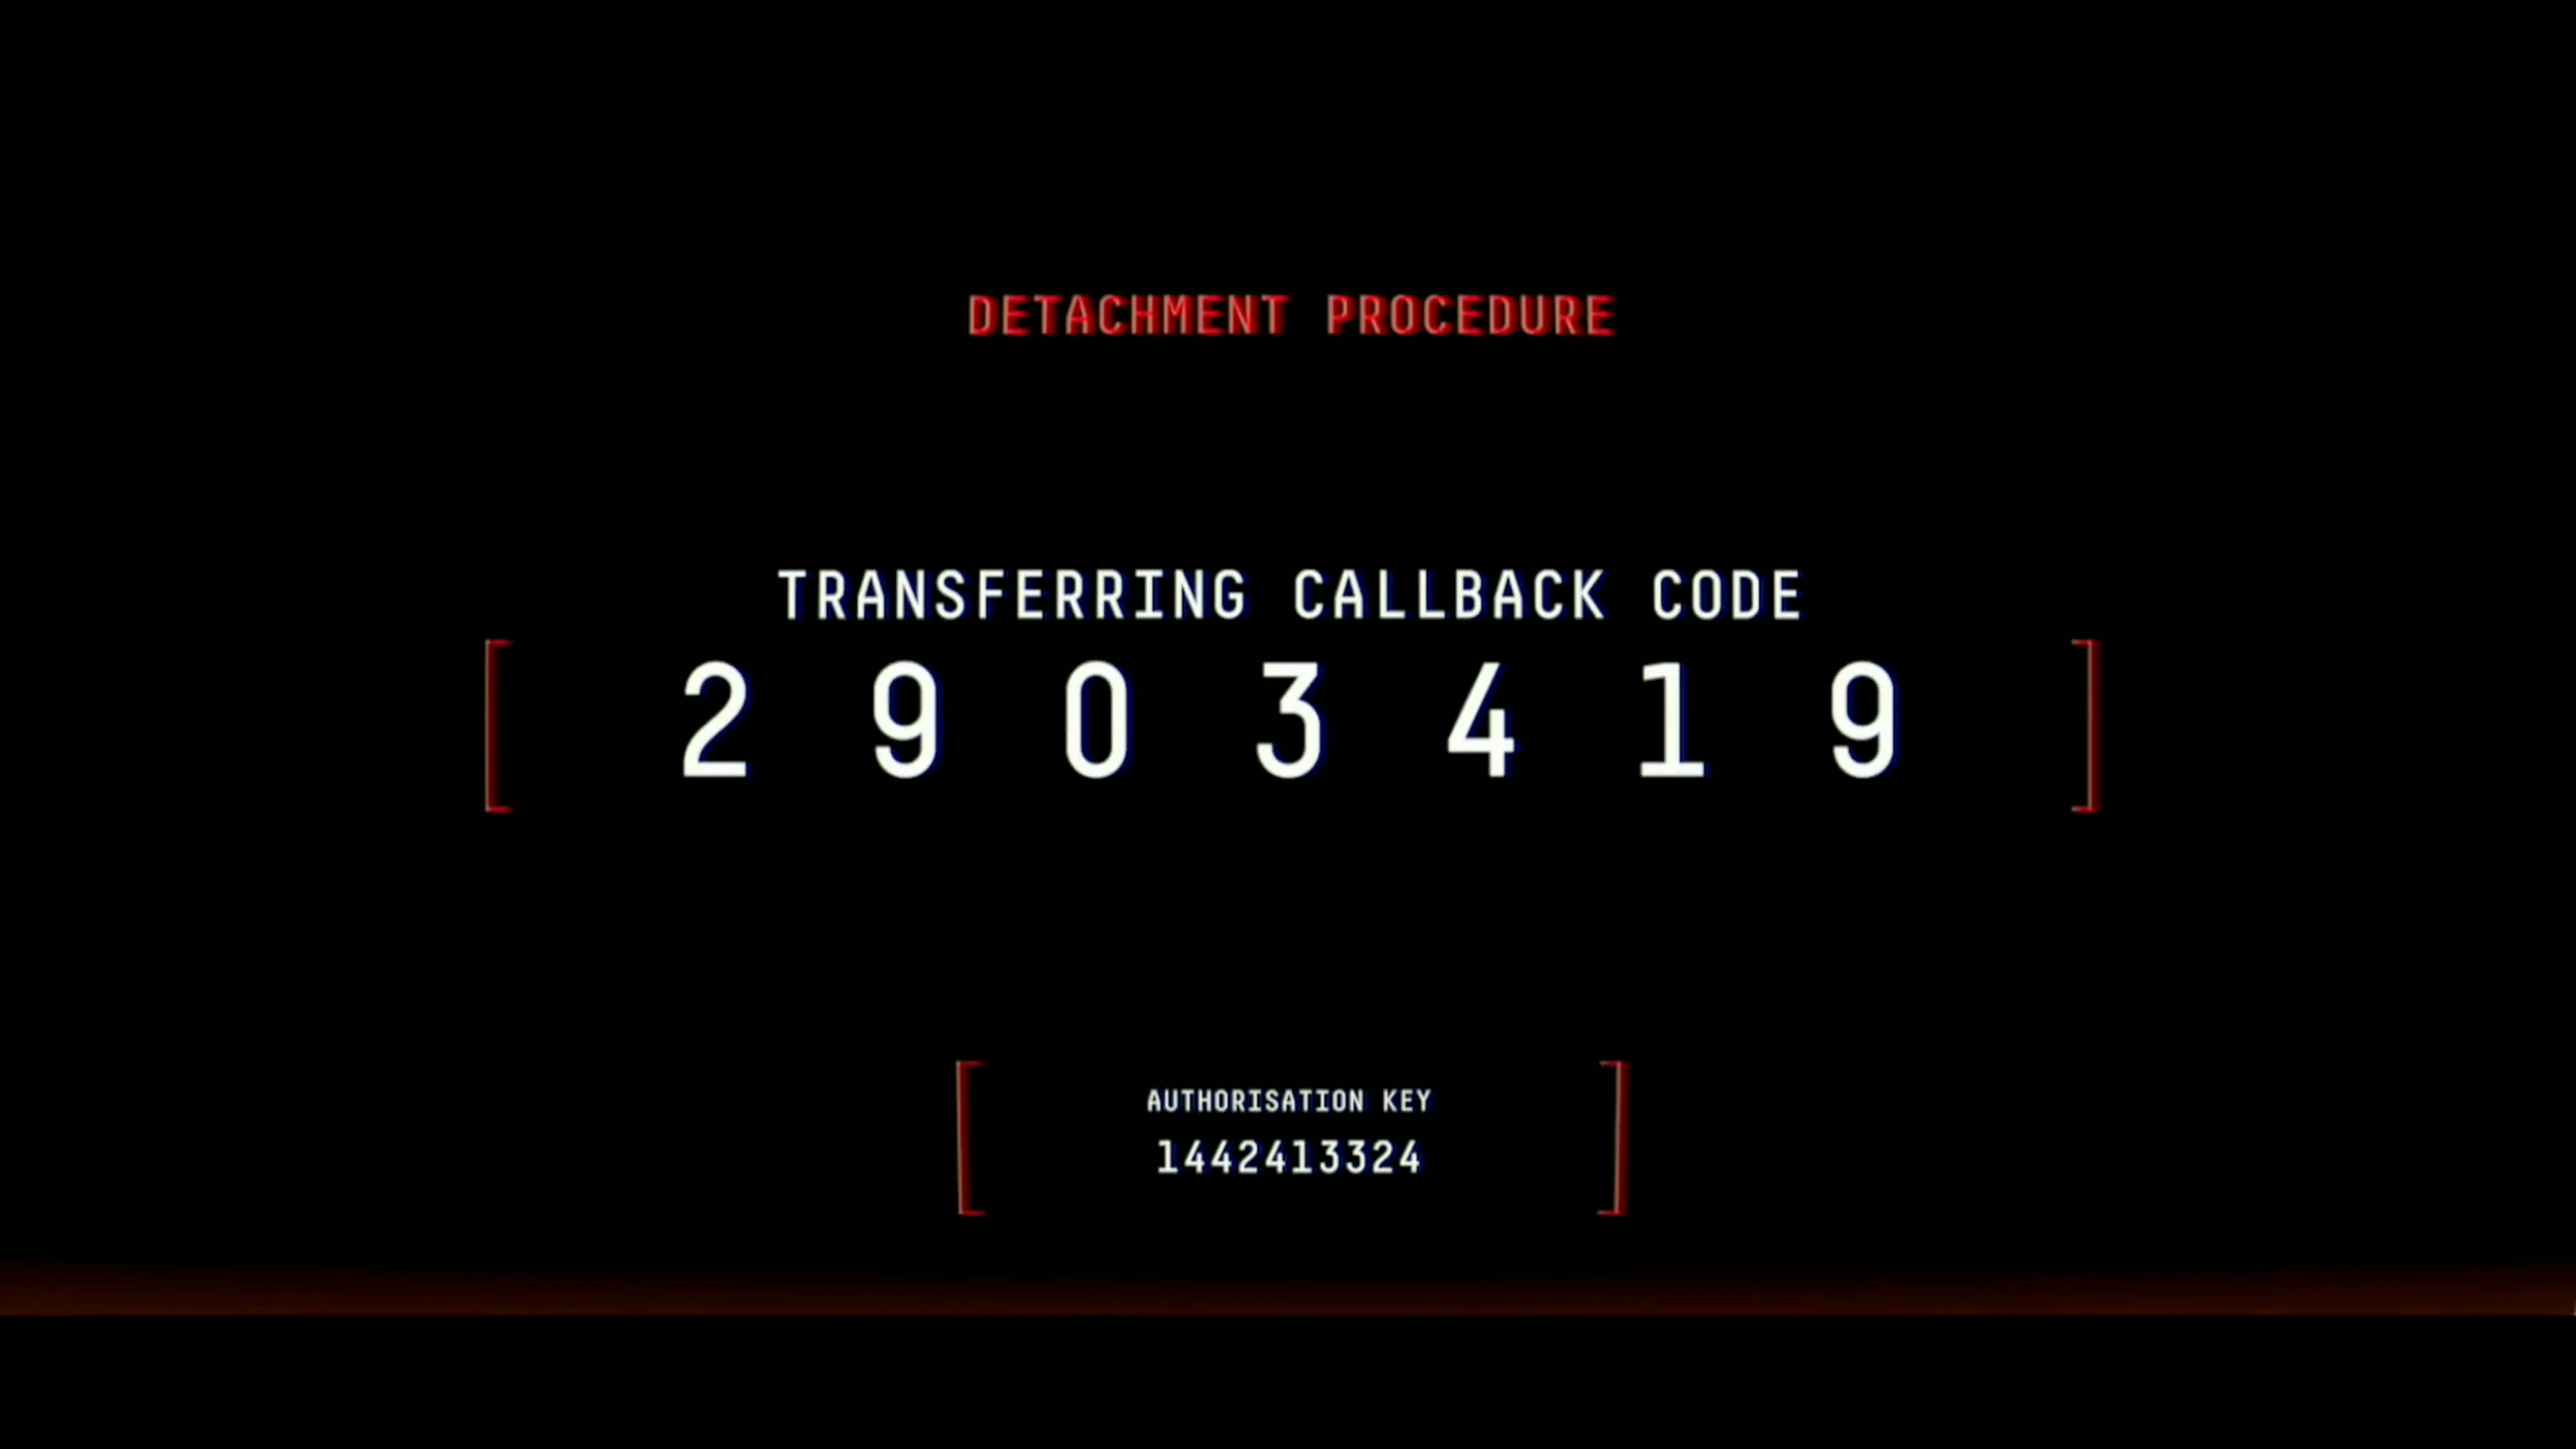 DETACHMENT PROCEDURE
TRANSFERRING CALLBACK CODE
2 9 0 3 4 1 9
AUTHORISATION KEY
1442413324